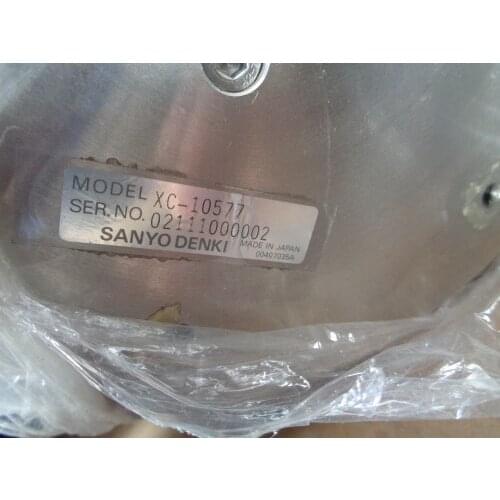 MODEL XC-10577
SER. NO. 02111000002
SANYO DENKI MADE IN JAPAN
00407035A